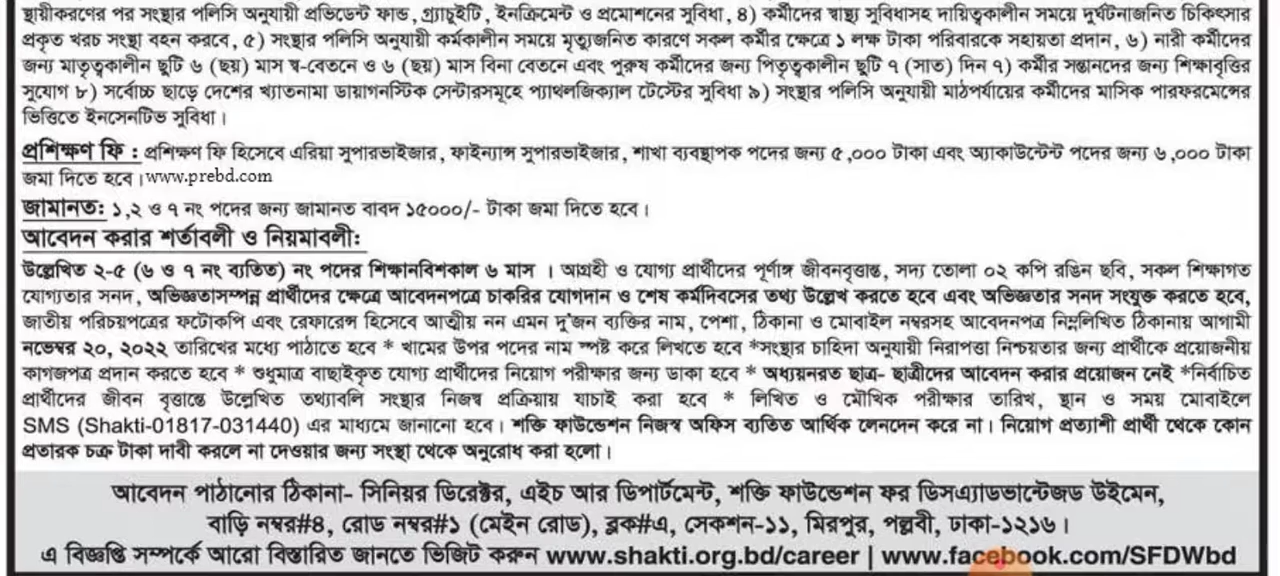 স্থায়ীকরণের পর সংস্থার পলিসি অনুযায়ী প্রভিডেন্ট ফান্ড, গ্র্যাচুইটি, ইনক্রিমেন্ট ও প্রমোশনের সুবিধা, ৪) কর্মীদের স্বাস্থ্য সুবিধাসহ দায়িত্বকালীন সময়ে দুর্ঘটনাজনিত চিকিৎসার
প্রকৃত খরচ সংস্থা বহন করবে, ৫) সংস্থার পলিসি অনুযায়ী কর্মকালীন সময়ে মৃত্যুজনিত কারণে সকল কর্মীর ক্ষেত্রে ১ লক্ষ টাকা পরিবারকে সহায়তা প্রদান, ৬) নারী কর্মীদের
জন্য মাতৃত্বকালীন ছুটি ৬ (ছয়) মাস স্ব-বেতনে ও ৬ (ছয়) মাস বিনা বেতনে এবং পুরুষ কর্মীদের জন্য পিতৃত্বকালীন ছুটি ৭ (সাত) দিন ৭) কর্মীর সন্তানদের জন্য শিক্ষাবৃত্তির
সুযোগ ৮) সর্বোচ্চ ছাড়ে দেশের খ্যাতনামা ডায়াগনস্টিক সেন্টারসমূহে প্যাথলজিক্যাল টেস্টের সুবিধা ৯) সংস্থার পলিসি অনুযায়ী মাঠপর্যায়ের কর্মীদের মাসিক পারফরমেন্সের
ভিত্তিতে ইনসেনটিভ সুবিধা।
প্রশিক্ষণ ফি : প্রশিক্ষণ ফি হিসেবে এরিয়া সুপারভাইজার, ফাইন্যান্স সুপারভাইজার, শাখা ব্যবস্থাপক পদের জন্য ৫,০০০ টাকা এবং অ্যাকাউন্টেন্ট পদের জন্য ৬,০০০ টাকা
জমা দিতে হবে। www.prebd.com
জামানত: ১,২ ও ৭ নং পদের জন্য জামানত বাবদ ১৫০০০/- টাকা জমা দিতে হবে।
আবেদন করার শর্তাবলী ও নিয়মাবলী:
উল্লেখিত ২-৫ (৬ ও ৭ নং ব্যতিত) নং পদের শিক্ষানবিশকাল ৬ মাস । আগ্রহী ও যোগ্য প্রার্থীদের পূর্ণাঙ্গ জীবনবৃত্তান্ত, সদ্য তোলা ০২ কপি রঙিন ছবি, সকল শিক্ষাগত
যোগ্যতার সনদ, অভিজ্ঞতাসম্পন্ন প্রার্থীদের ক্ষেত্রে আবেদনপত্রে চাকরির যোগদান ও শেষ কর্মদিবসের তথ্য উল্লেখ করতে হবে এবং অভিজ্ঞতার সনদ সংযুক্ত করতে হবে,
জাতীয় পরিচয়পত্রের ফটোকপি এবং রেফারেন্স হিসেবে আত্মীয় নন এমন দু'জন ব্যক্তির নাম, পেশা, ঠিকানা ও মোবাইল নম্বরসহ আবেদনপত্র নিম্নলিখিত ঠিকানায় আগামী
নভেম্বর ২০, ২০২২ তারিখের মধ্যে পাঠাতে হবে * খামের উপর পদের নাম স্পষ্ট করে লিখতে হবে *সংস্থার চাহিদা অনুযায়ী নিরাপত্তা নিশ্চয়তার জন্য প্রার্থীকে প্রয়োজনীয়
কাগজপত্র প্রদান করতে হবে * শুধুমাত্র বাছাইকৃত যোগ্য প্রার্থীদের নিয়োগ পরীক্ষার জন্য ডাকা হবে * অধ্যয়নরত ছাত্র- ছাত্রীদের আবেদন করার প্রয়োজন নেই *নির্বাচিত
প্রার্থীদের জীবন বৃত্তান্তে উল্লেখিত তথ্যাবলি সংস্থার নিজস্ব প্রক্রিয়ায় যাচাই করা হবে * লিখিত ও মৌখিক পরীক্ষার তারিখ, স্থান ও সময় মোবাইলে
SMS (Shakti-01817-031440) এর মাধ্যমে জানানো হবে। শক্তি ফাউন্ডেশন নিজস্ব অফিস ব্যতিত আর্থিক লেনদেন করে না। নিয়োগ প্রত্যাশী প্রার্থী থেকে কোন
প্রতারক চক্র টাকা দাবী করলে না দেওয়ার জন্য সংস্থা থেকে অনুরোধ করা হলো।
আবেদন পাঠানোর ঠিকানা- সিনিয়র ডিরেক্টর, এইচ আর ডিপার্টমেন্ট, শক্তি ফাউন্ডেশন ফর ডিসএ্যাডভান্টেজড উইমেন,
বাড়ি নম্বর#৪, রোড নম্বর#১ (মেইন রোড), ব্লক#এ, সেকশন-১১, মিরপুর, পল্লবী, ঢাকা-১২১৬।
এ বিজ্ঞপ্তি সম্পর্কে আরো বিস্তারিত জানতে ভিজিট করুন www.shakti.org.bd/career | www.facebook.com/SFDWbd